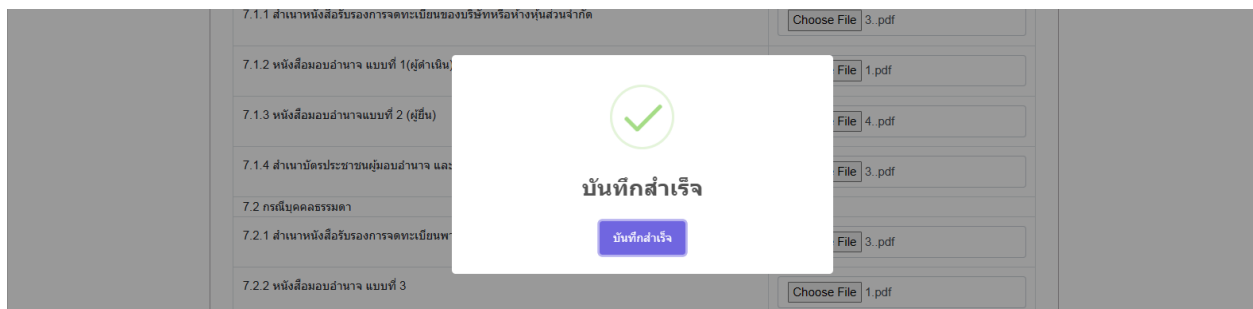 7.1.1 สำเนาหนังสือรับรองการจดทะเบียนของบริษัทหรือห้างหุ้นส่วนจำกัด
Choose File 3..pdf
7.1.2 หนังสือมอบอำนาจ แบบที่ 1(ผู้ดำเนิน)
File 1.pdf
7.1.3 หนังสือมอบอำนาจแบบที่ 2 (ผู้ยื่น)
File 4..pdf
7.1.4 สำเนาบัตรประชาชนผู้มอบอำนาจ และ
File 3..pdf
บันทึกสำเร็จ
7.2 กรณีบุคคลธรรมดา
7.2.1 สำเนาหนังสือรับรองการจดทะเบียนพา
บันทึกสำเร็จ
File 3..pdf
7.2.2 หนังสือมอบอำนาจ แบบที่ 3
Choose File 1.pdf